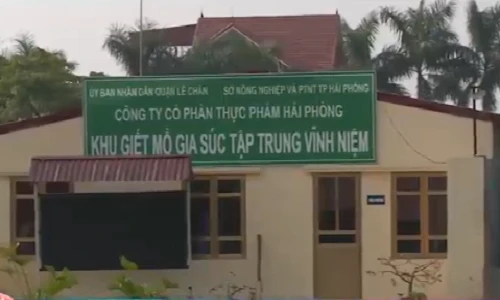 ỦY BAN NHÂN DÂN QUẬN LÊ CHÂN SỞ NÔNG NGHIỆP VÀ PTNT TP HẢI PHÒNG
CÔNG TY CỔ PHẦN THỰC PHẨM HẢI PHÒNG
KHU GIẾT MỔ GIA SÚC TẬP TRUNG VĨNH NIỆM